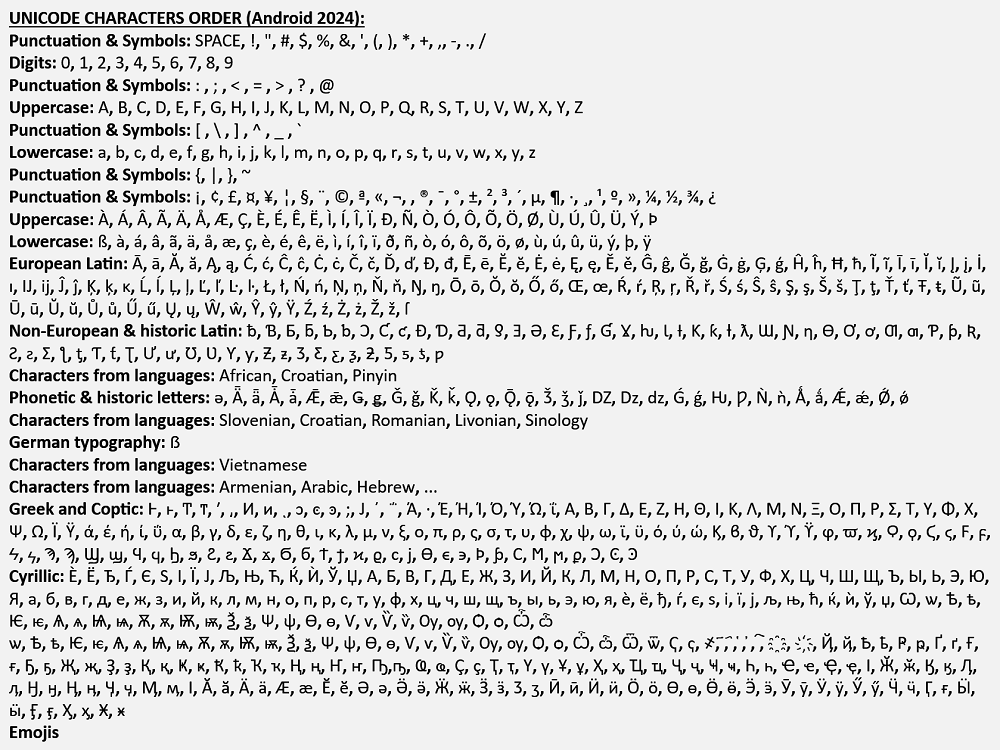 UNICODE CHARACTERS ORDER (Android 2024):
Punctuation & Symbols: SPACE, !, ", #, $, %, &, ', (, ), *, +, ,, -, ., /
Digits: 0, 1, 2, 3, 4, 5, 6, 7, 8, 9
Punctuation & Symbols: : , ; , < , = , > , ? , @
Uppercase: A, B, C, D, E, F, G, H, I, J, K, L, M, N, O, P, Q, R, S, T, U, V, W, X, Y, Z
Punctuation & Symbols: [ , \ , ] , ^ , _ , `
Lowercase: a, b, c, d, e, f, g, h, i, j, k, l, m, n, o, p, q, r, s, t, u, v, w, x, y, z
Punctuation & Symbols: {, |, }, ~
Punctuation & Symbols: ¡, ¢, £, ¤, ¥, ¦, §, ¨, ©, ª, «, ¬, , ®, ¯, °, ±, ², ³, ´, µ, ¶, ·, ¸, ¹, º, », ¼, ½, ¾, ¿
Uppercase: À, Á, Â, Ã, Ä, Å, Æ, Ç, È, É, Ê, Ë, Ì, Í, Î, Ï, Đ, Ñ, Ò, Ó, Ô, Õ, Ö, Ø, Ù, Ú, Û, Ü, Ý, Þ
Lowercase: ß, à, á, â, ã, ä, å, æ, ç, è, é, ê, ë, ì, í, î, ï, ð, ñ, ò, ó, ô, õ, ö, ø, ù, ú, û, ü, ý, þ, ÿ
European Latin: Ā, ā, Ă, ă, Ą, ą, Ć, ć, Ĉ, ĉ, Ċ, ċ, Č, č, Ď, ď, Đ, đ, Ē, ē, Ĕ, ĕ, Ė, ė, Ę, ę, Ě, ě, Ĝ, ĝ, Ğ, ğ, Ġ, ġ, Ģ, ģ, Ĥ, ĥ, Ħ, ħ, Ĩ, ĩ, Ī, ī, Ĭ, ĭ, Į, į, İ,
ı, Ĳ, ĳ, Ĵ, ĵ, Ķ, ķ, ĸ, Ĺ, ĺ, Ļ, ļ, Ľ, ľ, Ŀ, ŀ, Ł, ł, Ń, ń, Ņ, ņ, Ň, ň, Ŋ, ŋ, Ō, ō, Ŏ, ŏ, Ő, ő, Œ, œ, Ŕ, ŕ, Ŗ, ŗ, Ř, ř, Ś, ś, Ŝ, ŝ, Ş, ş, Š, š, Ţ, ţ, Ť, ť, Ŧ, ŧ, Ũ, ũ,
Ū, ū, Ŭ, ŭ, Ů, ů, Ű, ű, Ų, ų, Ŵ, ŵ, Ŷ, ŷ, Ÿ, Ź, ź, Ż, ż, Ž, ž, ſ
Non-European & historic Latin: ƀ, Ɓ, Ƃ, ƃ, Ƅ, ƅ, Ɔ, Ƈ, ƈ, Ɖ, Ɗ, Ƌ, ƌ, ƍ, Ǝ, Ə, Ɛ, Ƒ, ƒ, Ɠ, Ɣ, ƕ, Ɩ, Ɨ, Ƙ, ƙ, ƚ, ƛ, Ɯ, Ɲ, ƞ, Ɵ, Ơ, ơ, Ƣ, ƣ, Ƥ, ƥ, Ʀ,
Characters from languages: African, Croatian, Pinyin
Phonetic & historic letters: ǝ, Ǟ, ǟ, Ǡ, ǡ, Ǣ, ǣ, Ǥ, ǥ, Ǧ, ǧ, Ǩ, ǩ, Ǫ, ǫ, Ǭ, ǭ, Ǯ, ǯ, ǰ, DZ, Dz, dz, Ǵ, ǵ, Ƕ, Ƿ, Ǹ, ǹ, Ǻ, ǻ, Ǽ, ǽ, Ǿ, ǿ
Characters from languages: Slovenian, Croatian, Romanian, Livonian, Sinology
German typography: ß
Characters from languages: Vietnamese
Characters from languages: Armenian, Arabic, Hebrew, ...
Greek and Coptic:
Ψ, Ω, Ϊ, Ϋ, ά, έ, ή, ί, ΰ, α, β, γ, δ, ε, ζ, η, θ, ι, κ, λ, μ, ν, ξ, ο, π, ρ, ς, σ, τ, υ, φ, χ, ψ, ω, ϊ, ϋ, ό, ύ, ώ, Ϗ, ϐ, ϑ, ϒ, ϓ, ϔ, ϕ, ϖ, ϗ, Ϙ, ϙ, Ϛ, ϛ, Ϝ, ϝ,
Cyrillic: Ѐ, Ё, Ђ, Ѓ, Є, Ѕ, І, Ї, Ј, Љ, Њ, Ћ, Ќ, Ѝ, Ў, Џ, А, Б, В, Г, Д, Е, Ж, З, И, Й, К, Л, М, Н, О, П, Р, С, Т, У, Ф, Х, Ц, Ч, Ш, Щ, Ъ, Ы, Ь, Э, Ю,
Я, а, б, в, г, д, е, ж, з, и, й, к, л, м, н, о, п, р, с, т, у, ф, х, ц, ч, ш, щ, ъ, ы, ь, э, ю, я, ѐ, ё, ђ, ѓ, є, ѕ, і, ї, ј, љ, њ, ћ, ќ, ѝ, ў, џ, Ѡ, ѡ, Ѣ, ѣ,
Ѥ, ѥ, Ѧ, ѧ, Ѩ, ѩ, Ѫ, ѫ, Ѭ, ѭ, Ѯ, ѯ, Ѱ, ѱ, Ѳ, ѳ, Ѵ, ѵ, Ѷ, ѷ, Ѹ, ѹ, Ѻ, ѻ, Ѽ, ѽ
ӹ, Ӻ, ӻ, Ӽ, ӽ, Ӿ, ӿ
Emojis